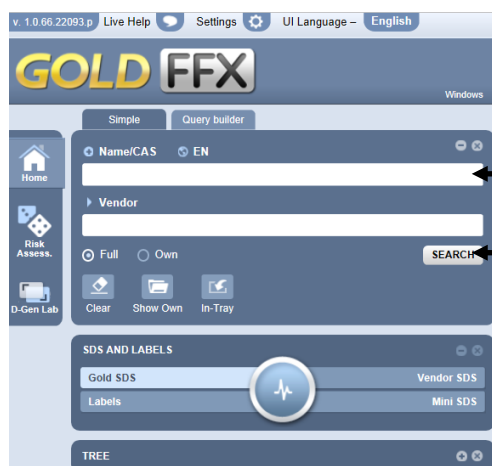 v. 1.0.66.22093.p Live Help Settings UI Language – English
GOLD FFX
Windows
Simple Query builder
Name/CAS EN
Home
Vendor
Risk
Assess.
Full Own SEARCH
D-Gen Lab
Clear Show Own In-Tray
SDS AND LABELS
Gold SDS Vendor SDS
Labels Mini SDS
TREE